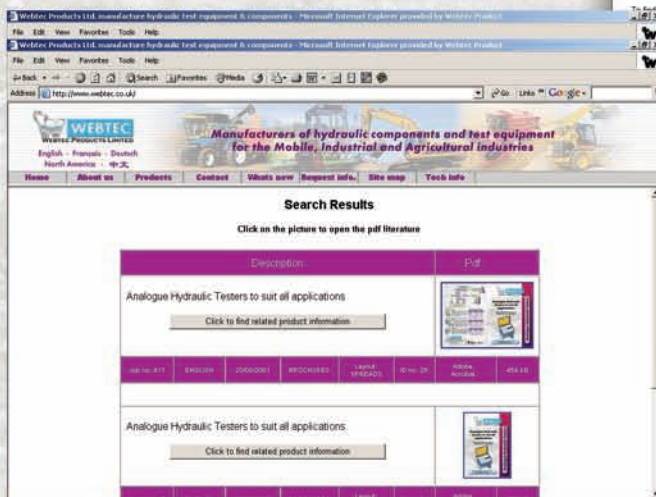 Webtec Products Ltd. manufacture hydraulic test equipment & components - Microsoft Internet Explorer provided by Webtec Product
File Edit View Favorites Tools Help
Webtec Products Ltd. manufacture hydraulic test equipment & components - Microsoft Internet Explorer provided by Webtec Product
File Edit View Favorites Tools Help
Back Search Favorites Media
Address http://www.webtec.co.uk/ Go Links Google
WEBTEC
WEBTEC PRODUCTS LIMITED
English - Français - Deutsch
North America - 中文
Manufacturers of hydraulic components and test equipment
for the Mobile, Industrial and Agricultural industries
Home About us Products Contact Whats new Request info. Site map Tech info
Search Results
Click on the picture to open the pdf literature
Description Pdf
Analogue Hydraulic Testers to suit all applications
Click to find related product information
ENGLISH BROCHURES Layout: SPREADS ID no: 29 Adobe Acrobat
Analogue Hydraulic Testers to suit all applications
Click to find related product information